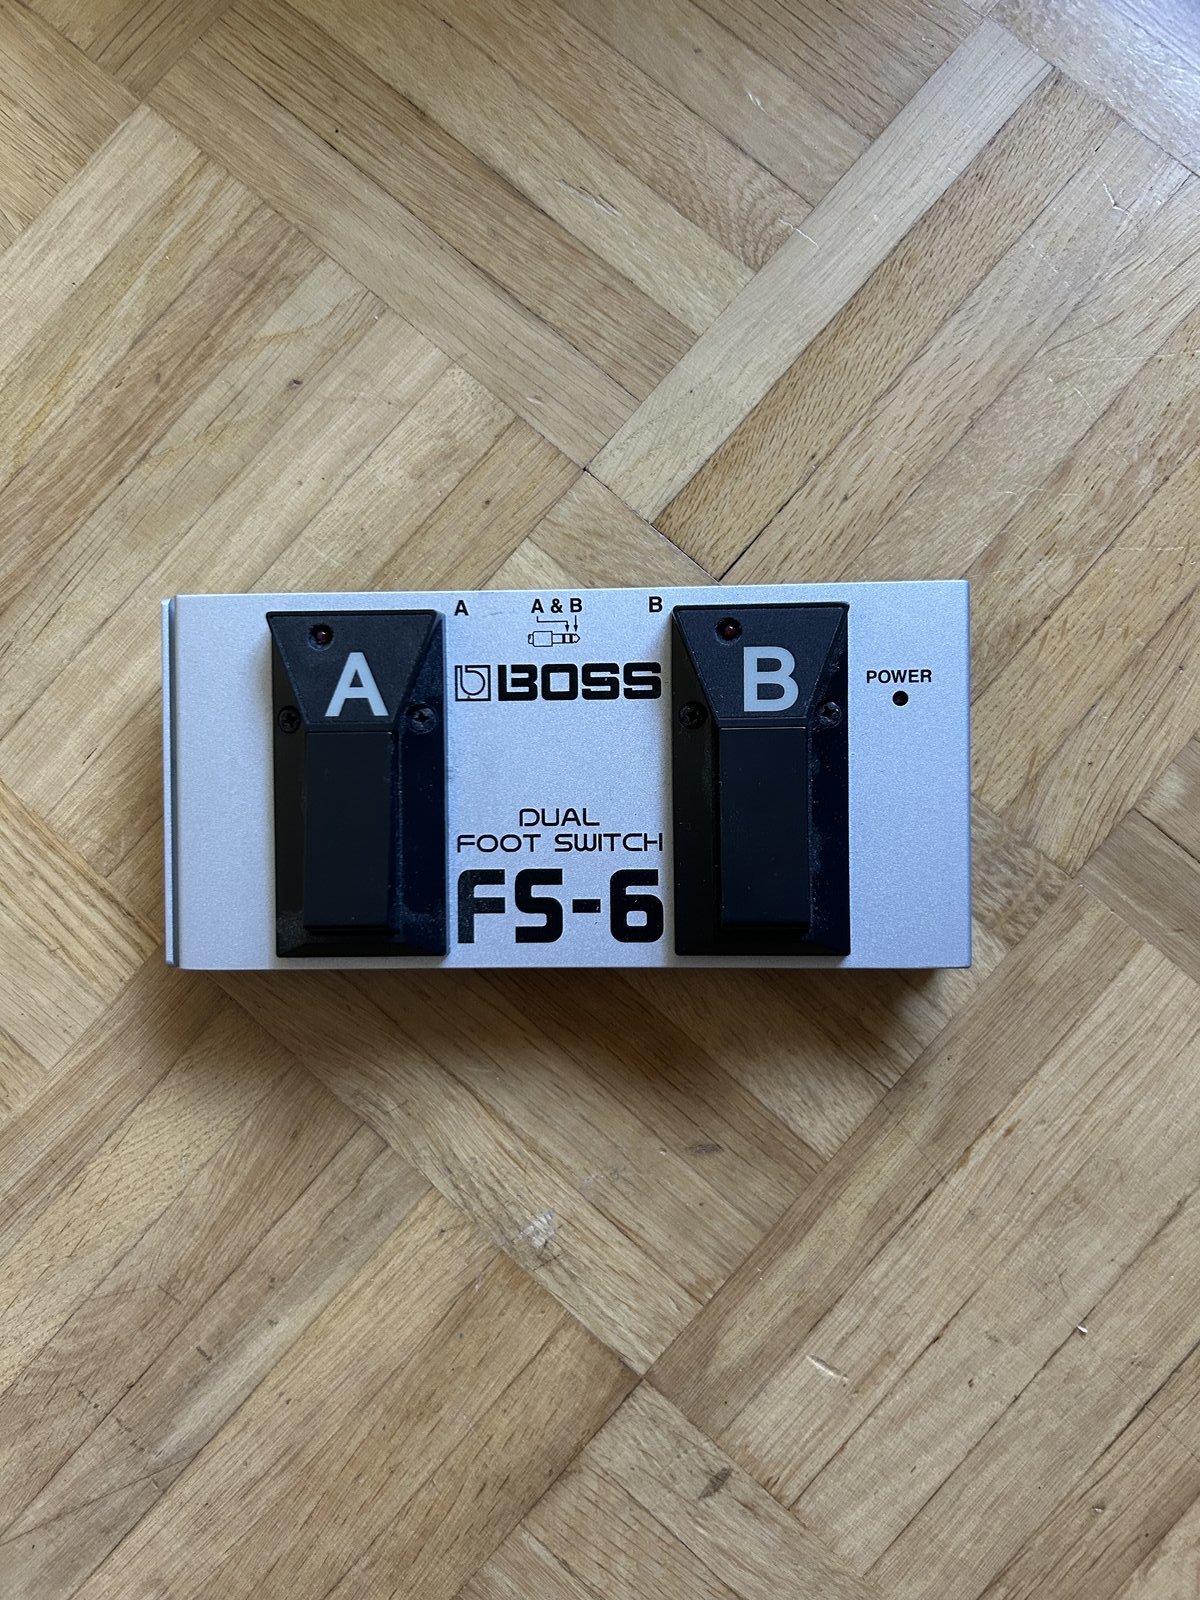 A A & B B
BOSS
A
B
POWER
DUAL
FOOT SWITCH
FS-6